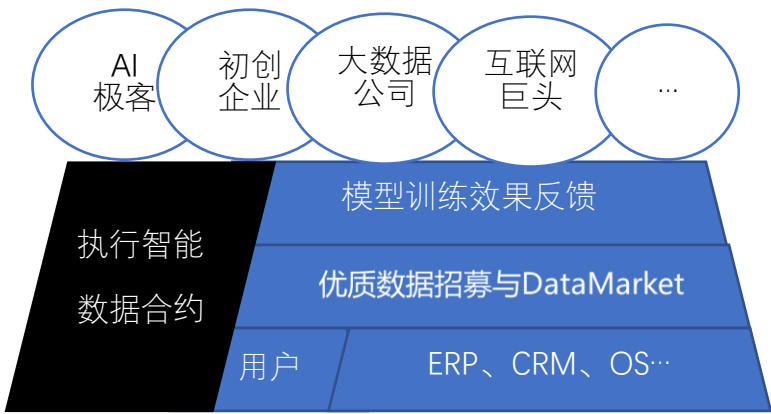 AI
极客
初创
企业
大数据
公司
互联网
巨头
…
执行智能
数据合约
模型训练效果反馈
优质数据招募与DataMarket
用户
ERP、CRM、OS…